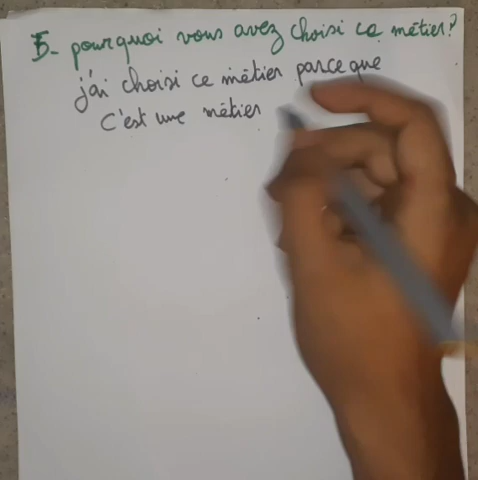 5- pourquoi vous avez choisi ce métier?
j'ai choisi ce métier parce que
C'est une métier